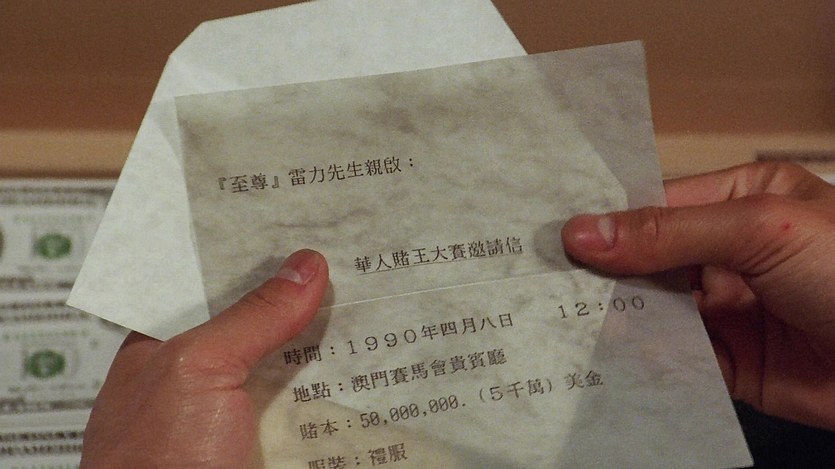 『至尊』雷力先生親啟：
華人賭王大賽邀請信
時間：１９９０年四月八日　１２：００
地點：澳門賽馬會貴賓廳
賭本：50,000,000.（５千萬）美金
服裝：禮服